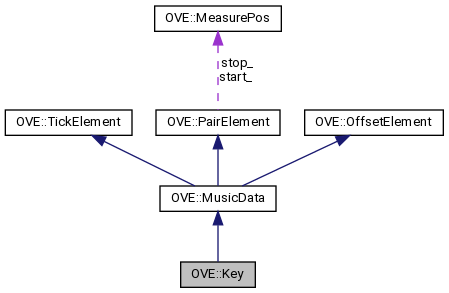 OVE::MeasurePos
stop_
start_
OVE::TickElement
OVE::PairElement
OVE::OffsetElement
OVE::MusicData
OVE::Key